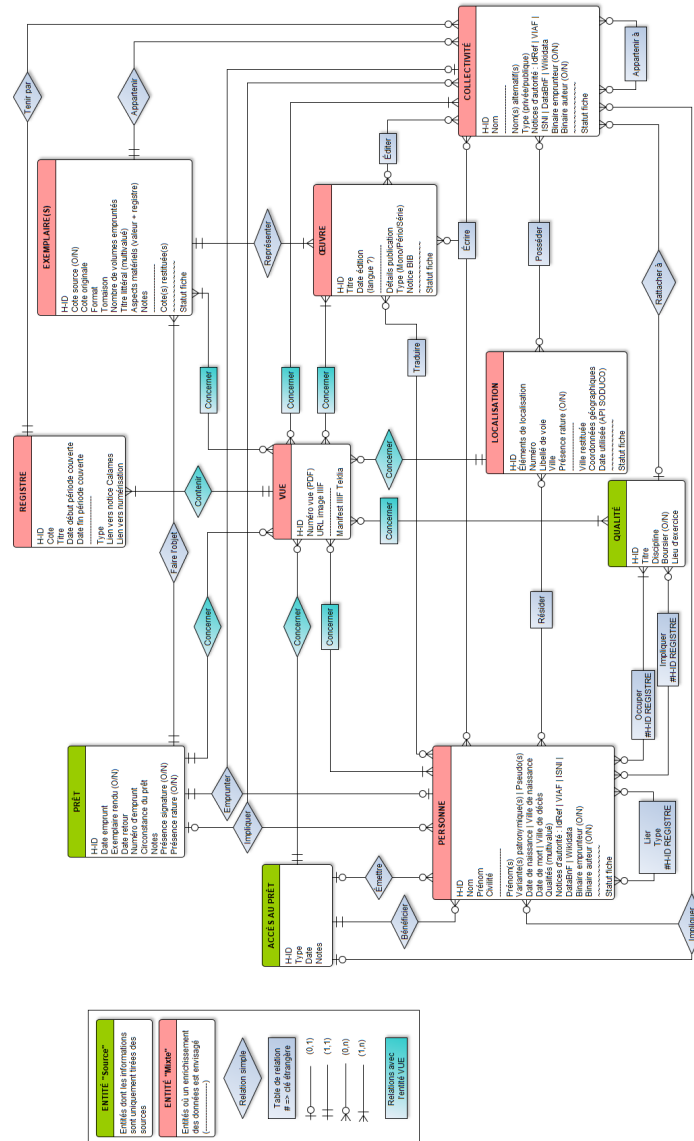 ENTITÉ "Source"
Entités dont les informations
sont uniquement tirées des
sources
ENTITÉ "Mixte"
Entités où un enrichissement
des données est envisagé
(--------)
Relation simple
Table de relation
# => clé étrangère
(0,1)
(1,1)
(0,n)
(1,n)
Relations avec
l'entité VUE
PRÊT
H-ID
Date emprunt
Exemplaire rendu (O/N)
Date retour
Numéro d'emprunt
Circonstance du prêt
Notes
Présence signature (O/N)
Présence rature (O/N)
REGISTRE
H-ID
Cote
Titre
Date début période couverte
Date fin période couverte
--------
Type
Lien vers notice Calames
Lien vers numérisation
EXEMPLAIRE(S)
H-ID
Cote source (O/N)
Cote originale
Format
Tomaison
Nombre de volumes empruntés
Titre littéral (multivalué)
Aspects matériels (valeur + registre)
Notes
--------
Cote(s) restituée(s)
~~~~~~~~
Statut fiche
Tenir par
Appartenir
Faire l'objet
Concerner
Contenir
Concerner
Emprunter
Impliquer
Représenter
ACCÈS AU PRÊT
H-ID
Type
Date
Notes
Concerner
VUE
H-ID
Numéro vue (PDF)
URL image IIIF
--------
Manifest IIIF Teklia
Concerner
Concerner
Concerner
Concerner
Concerner
ŒUVRE
H-ID
Titre
Date édition
(langue ?)
--------
Détails publication
Type (Mono/Pério/Série)
Notice BIB
~~~~~~~~
Statut fiche
Éditer
Écrire
Traduire
Émettre
Bénéficier
PERSONNE
H-ID
Nom
Prénom
Civilité
--------
Prénom(s)
Variante(s) patronymique(s) | Pseudo(s)
Date de naissance | Ville de naissance
Date de mort | Ville de décès
Qualités (multivalué)
Notices d'autorité : IdRef | VIAF | ISNI |
DataBnF | Wikidata
Binaire emprunteur (O/N)
Binaire auteur (O/N)
~~~~~~~~
Statut fiche
Résider
LOCALISATION
H-ID
Éléments de localisation
Numéro
Libellé de voie
Ville
Présence rature (O/N)
--------
Ville restituée
Coordonnées géographiques
Date utilisée (API SODUCO)
~~~~~~~~
Statut fiche
Posséder
COLLECTIVITÉ
H-ID
Nom
--------
Nom(s) alternatif(s)
Type (privée/publique)
Notices d'autorité : IdRef | VIAF |
ISNI | DataBnF | Wikidata
Binaire emprunteur (O/N)
Binaire auteur (O/N)
~~~~~~~~
Statut fiche
Appartenir à
Rattacher à
QUALITÉ
H-ID
Titre
Discipline
Boursier (O/N)
Lieu d'exercice
Occuper
#H-ID REGISTRE
Impliquer
#H-ID REGISTRE
Lier
Type
#H-ID REGISTRE
Impliquer